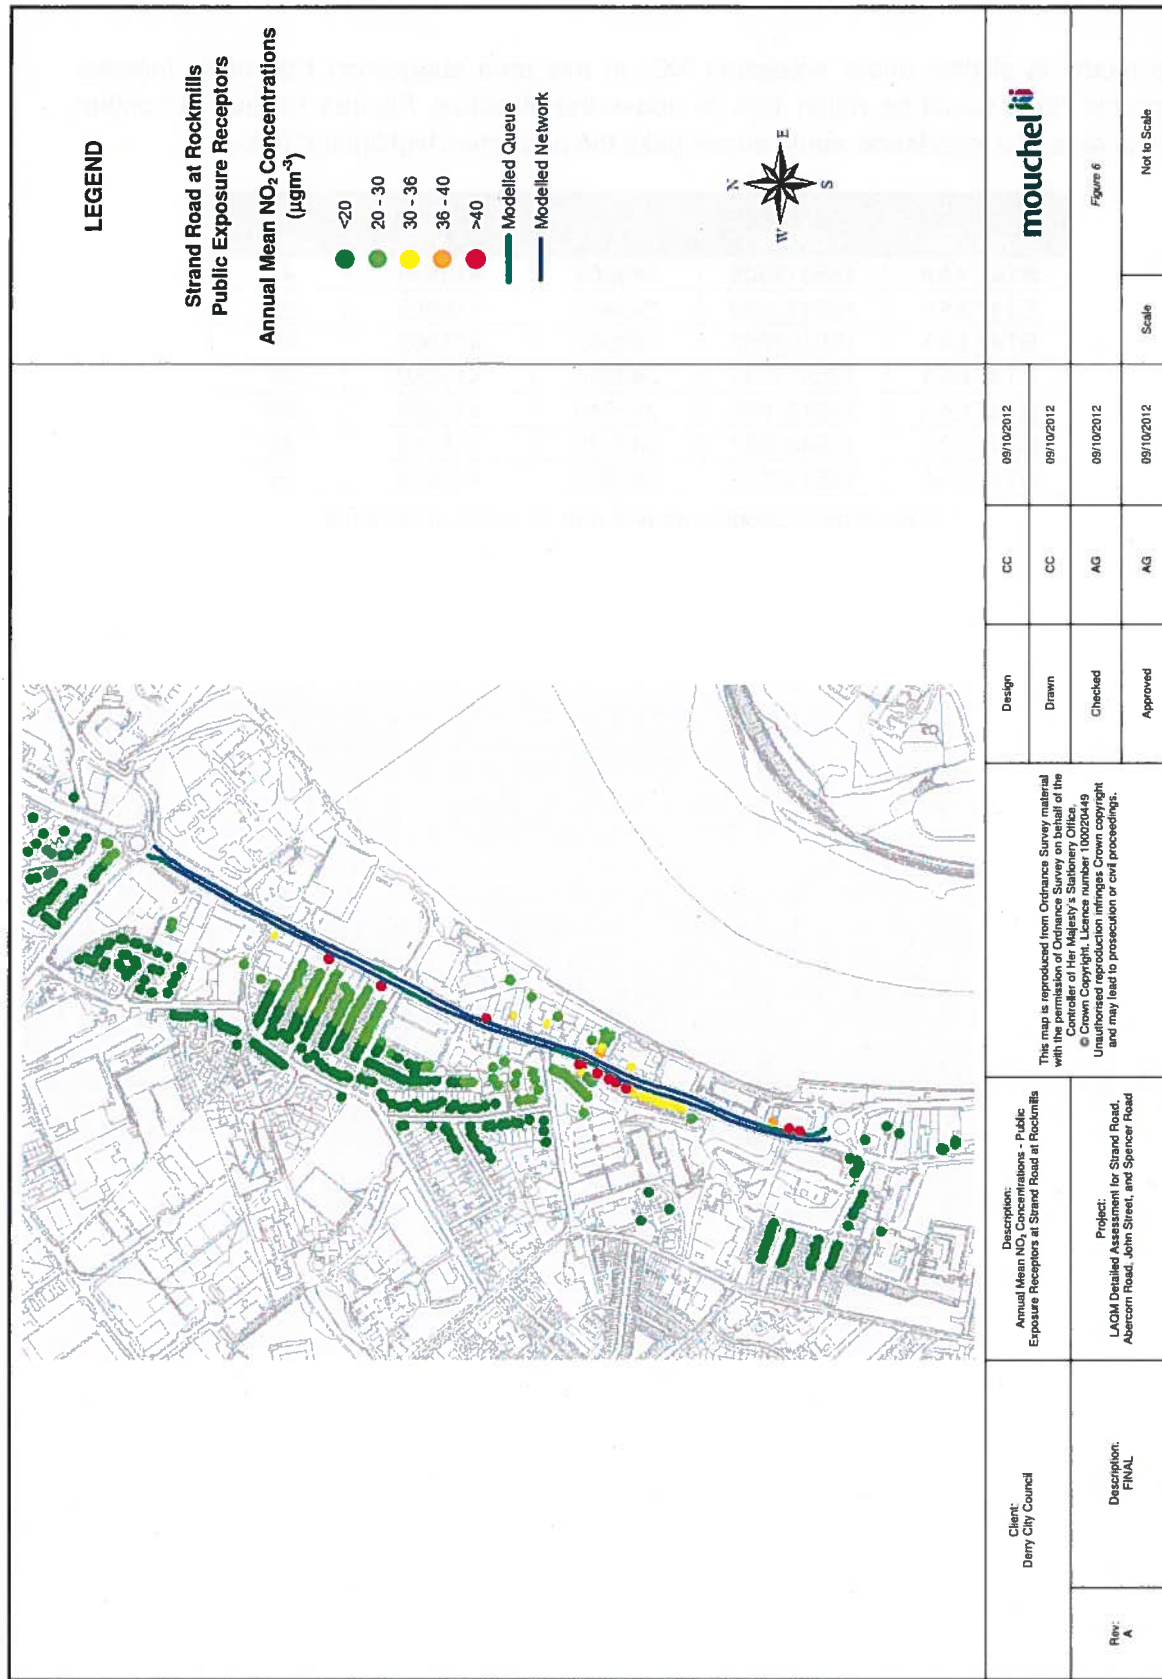 LEGEND
Strand Road at Rockmills
Public Exposure Receptors
Annual Mean NO₂ Concentrations
(µgm⁻³)
<20
20 - 30
30 - 36
36 - 40
>40
Modelled Queue
Modelled Network
N
E
S
W
mouchel
Figure 6
Scale
Not to Scale
Design
CC
09/10/2012
Drawn
CC
09/10/2012
Checked
AG
09/10/2012
Approved
AG
09/10/2012
This map is reproduced from Ordnance Survey material
with the permission of Ordnance Survey on behalf of the
Controller of Her Majesty's Stationery Office,
© Crown Copyright. Licence number 100020449
Unauthorised reproduction infringes Crown copyright
and may lead to prosecution or civil proceedings.
Description:
Annual Mean NO₂ Concentrations - Public
Exposure Receptors at Strand Road at Rockmills
Project:
LAQM Detailed Assessment for Strand Road,
Abercorn Road, John Street, and Spencer Road
Client:
Derry City Council
Description:
FINAL
Rev:
A